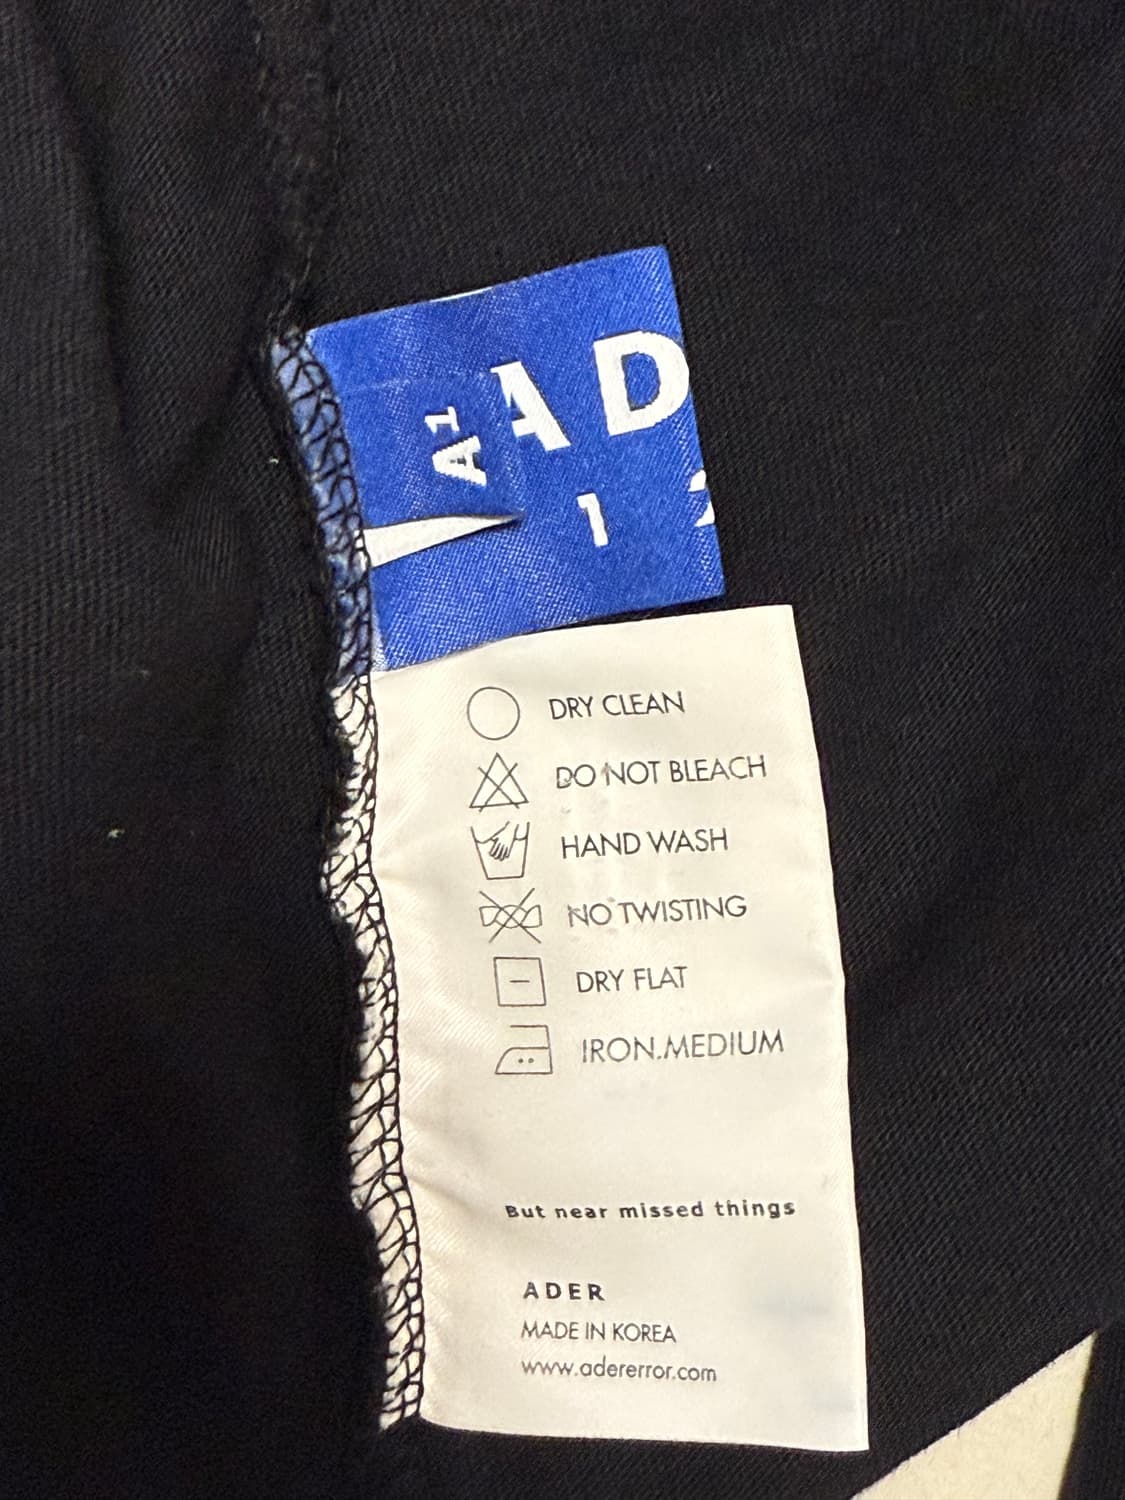 AD
A1
1
DRY CLEAN
DO NOT BLEACH
HAND WASH
NO TWISTING
DRY FLAT
IRON.MEDIUM
But near missed things
ADER
MADE IN KOREA
www.adererror.com